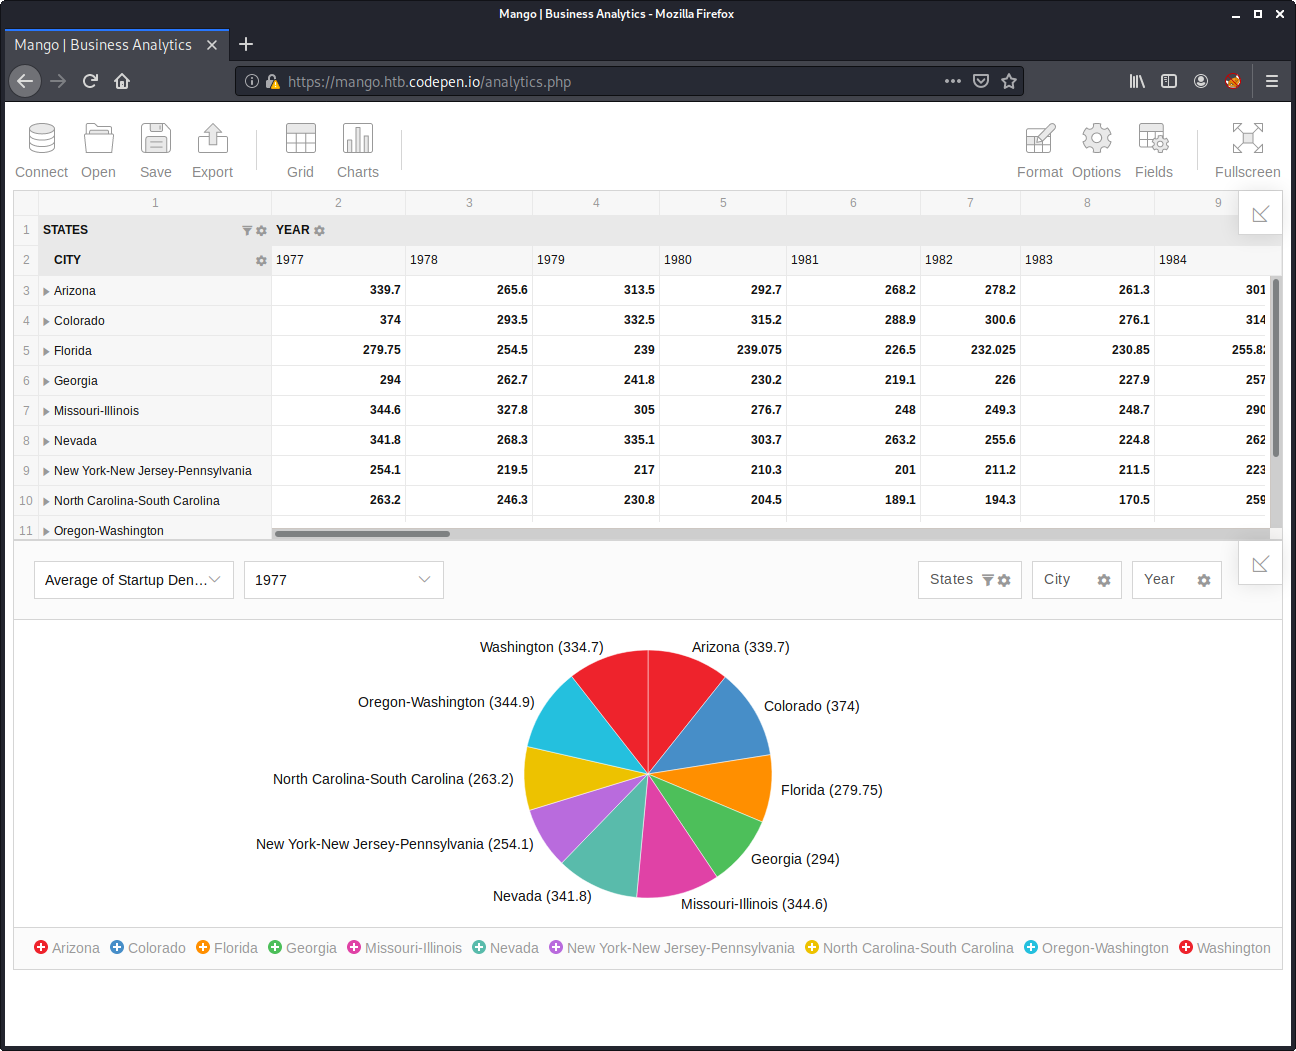 Mango | Business Analytics - Mozilla Firefox
Mango | Business Analytics
https://mango.htb.codepen.io/analytics.php
Connect Open Save Export Grid Charts Format Options Fields Fullscreen
1 2 3 4 5 6 7 8 9
1 STATES YEAR
2 CITY 1977 1978 1979 1980 1981 1982 1983 1984
3 Arizona 339.7 265.6 313.5 292.7 268.2 278.2 261.3 301
4 Colorado 374 293.5 332.5 315.2 288.9 300.6 276.1 314
5 Florida 279.75 254.5 239 239.075 226.5 232.025 230.85 255.82
6 Georgia 294 262.7 241.8 230.2 219.1 226 227.9 257
7 Missouri-Illinois 344.6 327.8 305 276.7 248 249.3 248.7 290
8 Nevada 341.8 268.3 335.1 303.7 263.2 255.6 224.8 262
9 New York-New Jersey-Pennsylvania 254.1 219.5 217 210.3 201 211.2 211.5 223
10 North Carolina-South Carolina 263.2 246.3 230.8 204.5 189.1 194.3 170.5 259
11 Oregon-Washington
Average of Startup Den... 1977 States City Year
Washington (334.7) Arizona (339.7)
Oregon-Washington (344.9) Colorado (374)
North Carolina-South Carolina (263.2) Florida (279.75)
New York-New Jersey-Pennsylvania (254.1) Georgia (294)
Nevada (341.8) Missouri-Illinois (344.6)
Arizona Colorado Florida Georgia Missouri-Illinois Nevada New York-New Jersey-Pennsylvania North Carolina-South Carolina Oregon-Washington Washington